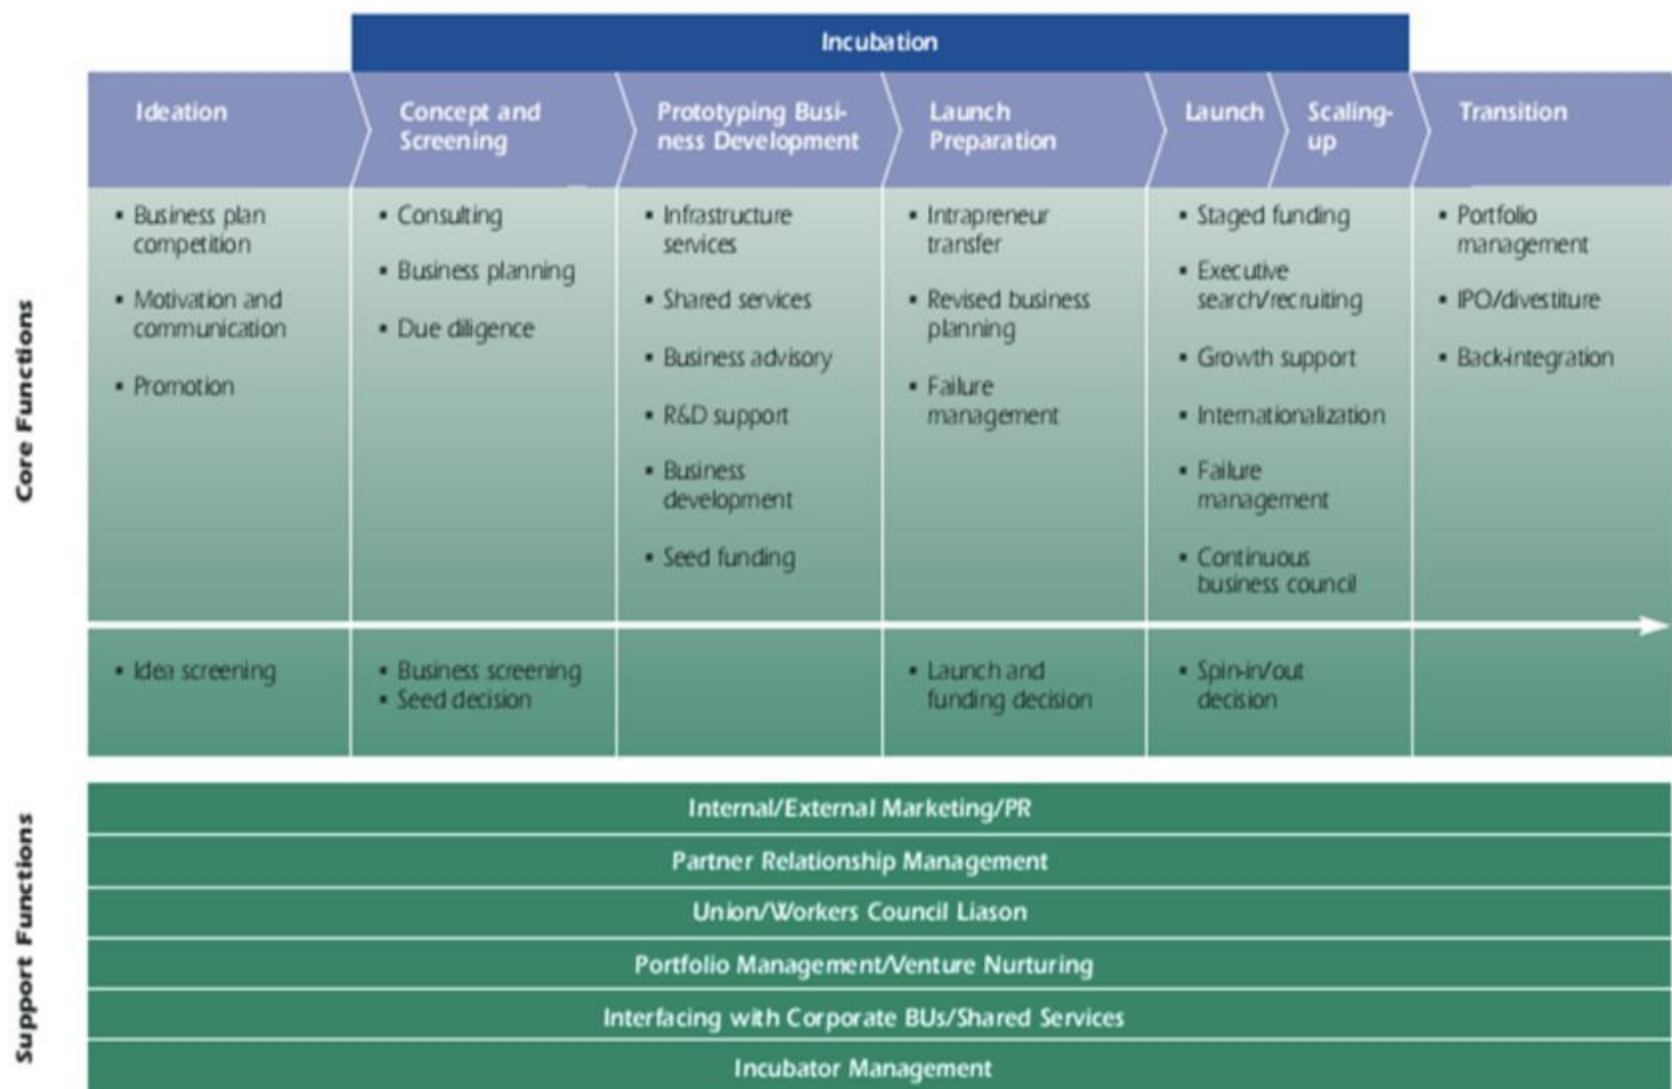 Incubation
Ideation
Concept and
Screening
Prototyping Busi-
ness Development
Launch
Preparation
Launch
Scaling-
up
Transition
Core Functions
▪ Business plan
competition
▪ Motivation and
communication
▪ Promotion
▪ Consulting
▪ Business planning
▪ Due diligence
▪ Infrastructure
services
▪ Shared services
▪ Business advisory
▪ R&D support
▪ Business
development
▪ Seed funding
▪ Intrapreneur
transfer
▪ Revised business
planning
▪ Failure
management
▪ Staged funding
▪ Executive
search/recruiting
▪ Growth support
▪ Internationalization
▪ Failure
management
▪ Continuous
business council
▪ Portfolio
management
▪ IPO/divestiture
▪ Back-integration
▪ Idea screening
▪ Business screening
▪ Seed decision
▪ Launch and
funding decision
▪ Spin-in/out
decision
Support Functions
Internal/External Marketing/PR
Partner Relationship Management
Union/Workers Council Liason
Portfolio Management/Venture Nurturing
Interfacing with Corporate BUs/Shared Services
Incubator Management